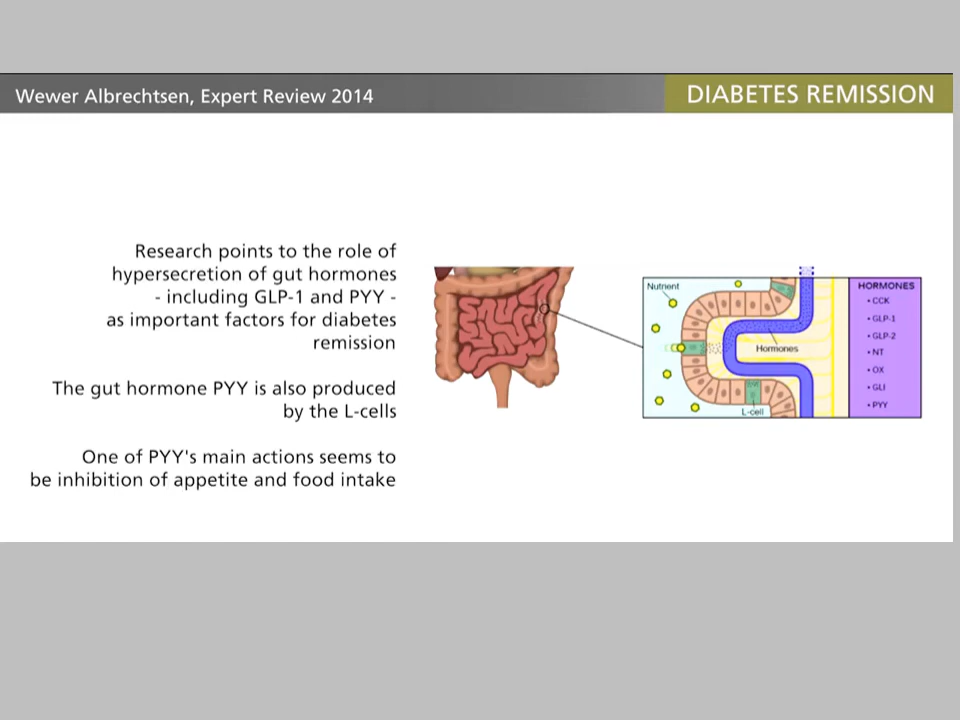 Wewer Albrechtsen, Expert Review 2014
DIABETES REMISSION
Research points to the role of
hypersecretion of gut hormones
- including GLP-1 and PYY -
as important factors for diabetes
remission
The gut hormone PYY is also produced
by the L-cells
One of PYY's main actions seems to
be inhibition of appetite and food intake
Nutrient
Hormones
L-cell
HORMONES
• CCK
• GLP-1
• GLP-2
• NT
• OX
• GLI
• PYY